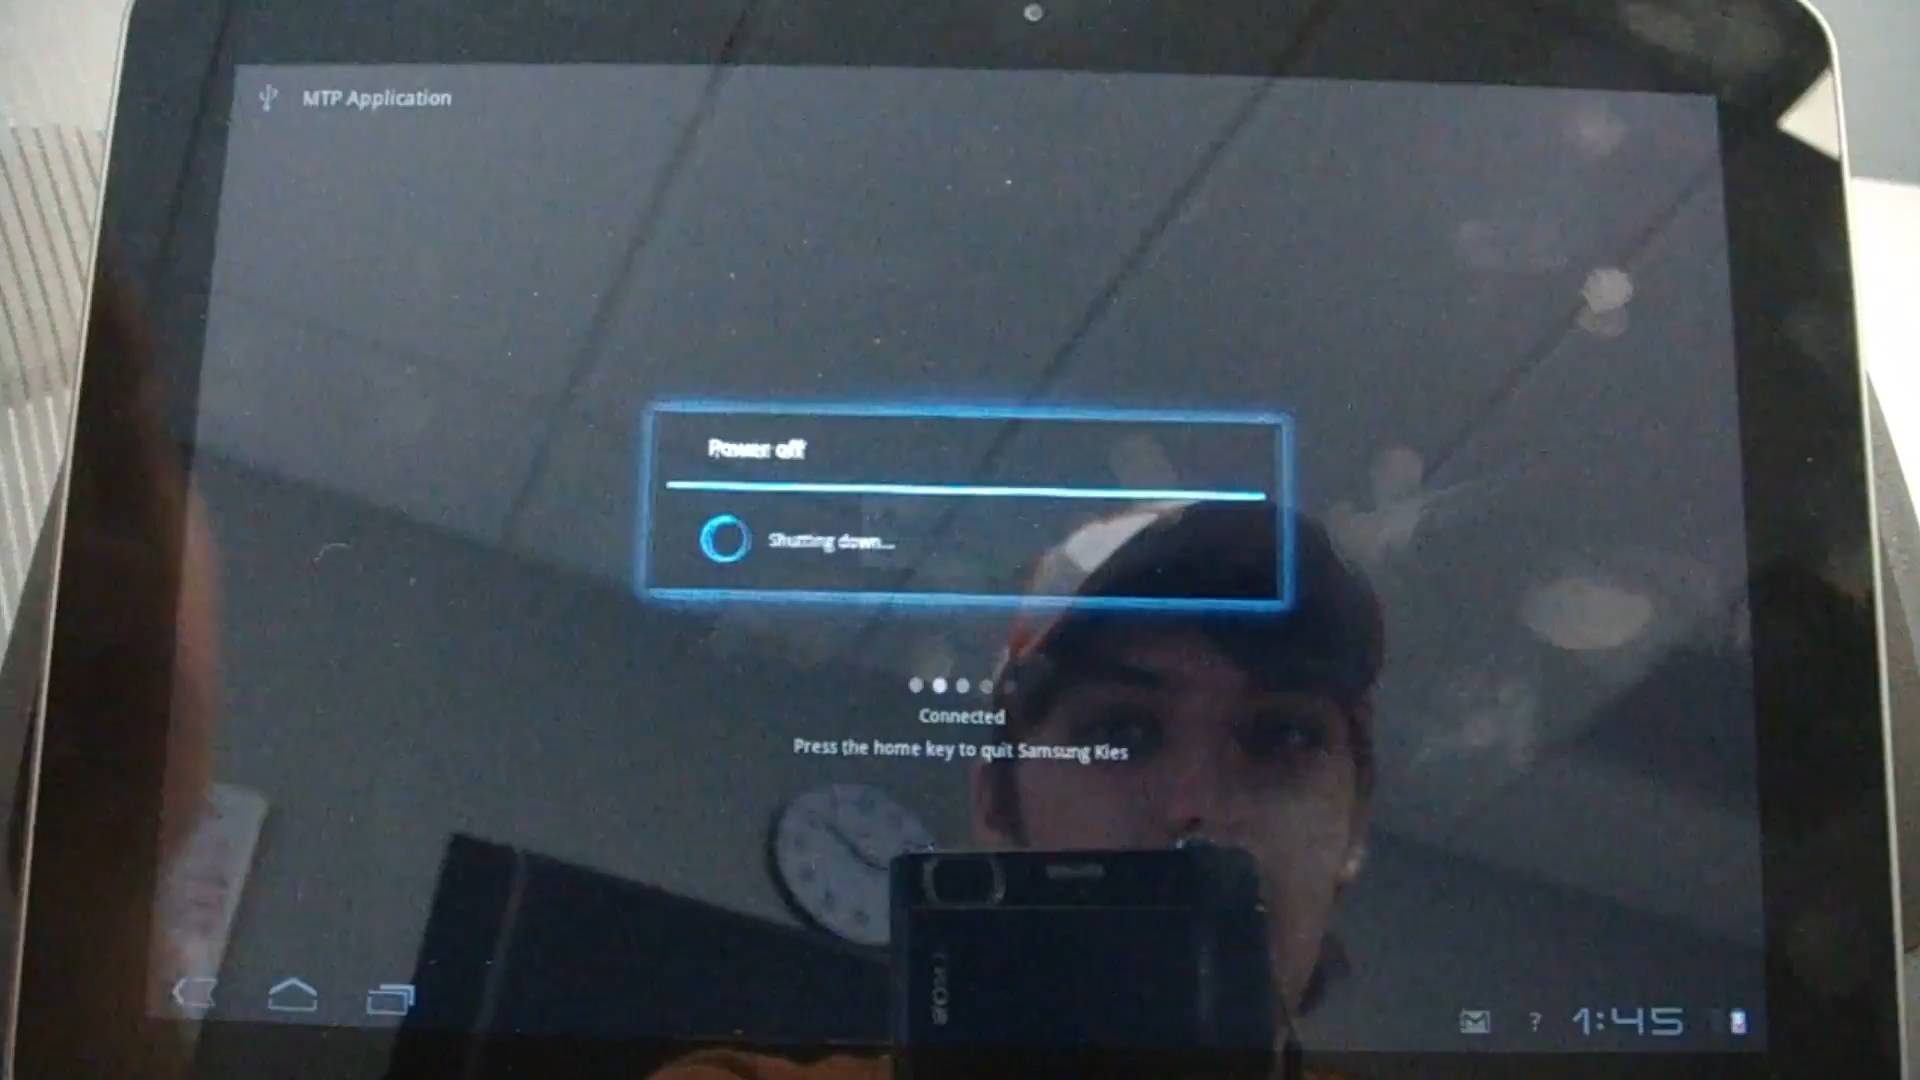 MTP Application
Power off
Shutting down...
Connected
Press the home key to quit Samsung Kies
? 1:45